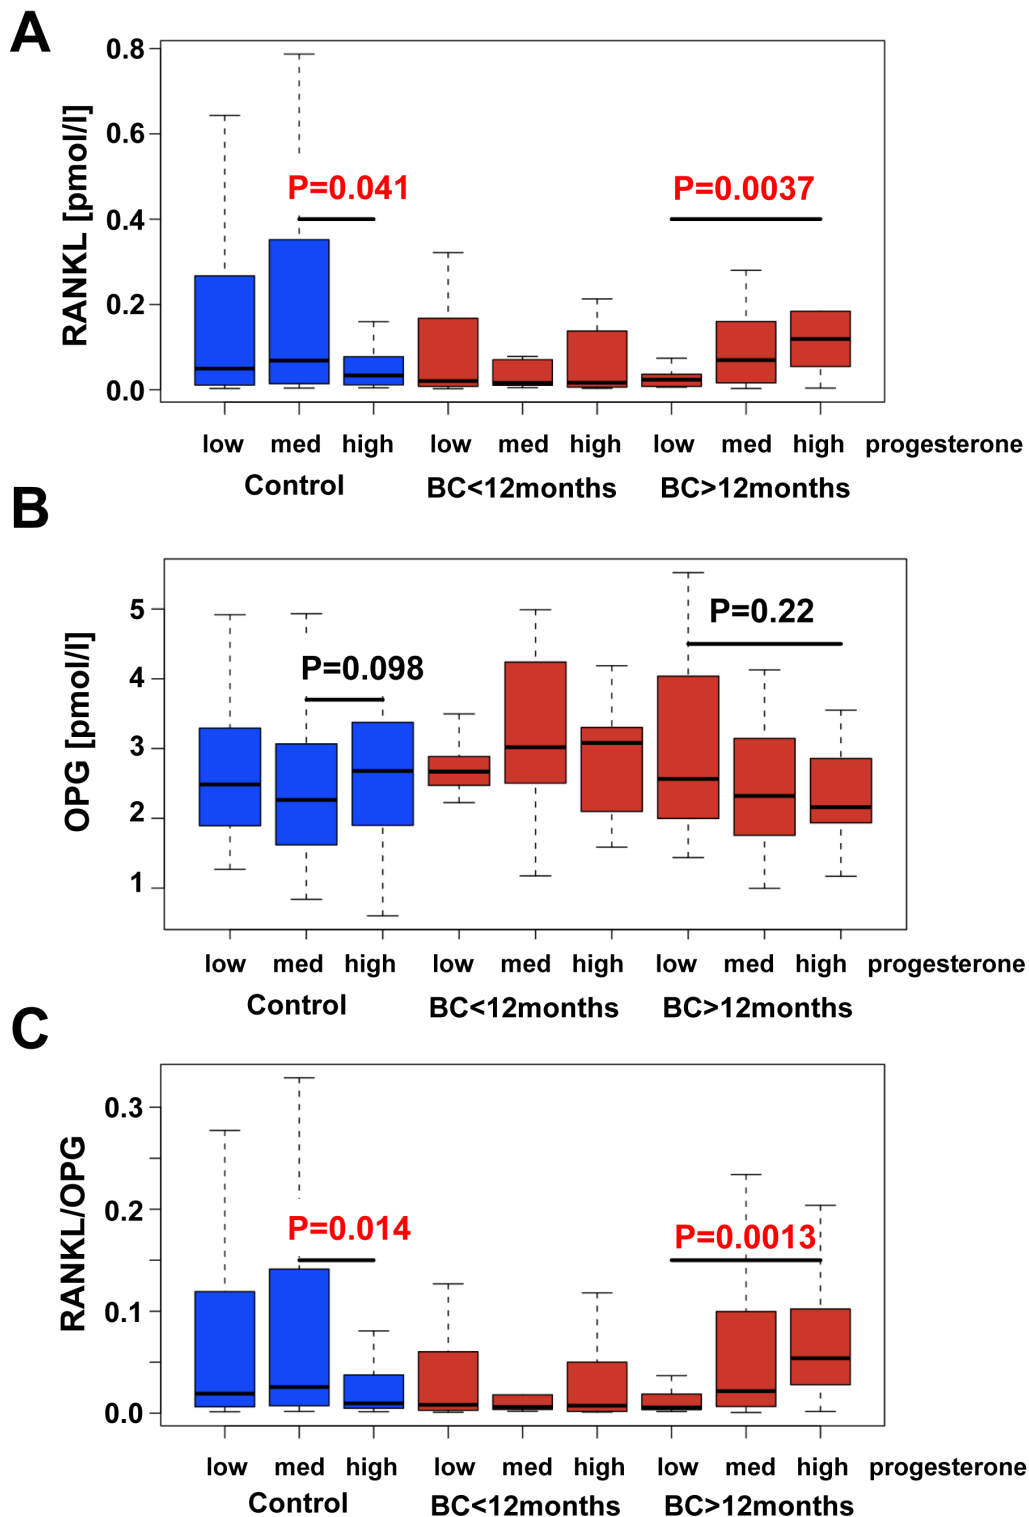 A
RANKL [pmol/l]
0.8
0.6
0.4
0.2
0.0
P=0.041
P=0.0037
low med high low med high low med high progesterone
Control BC<12months BC>12months
B
OPG [pmol/l]
5
4
3
2
1
P=0.098
P=0.22
low med high low med high low med high progesterone
Control BC<12months BC>12months
C
RANKL/OPG
0.3
0.2
0.1
0.0
P=0.014
P=0.0013
low med high low med high low med high progesterone
Control BC<12months BC>12months